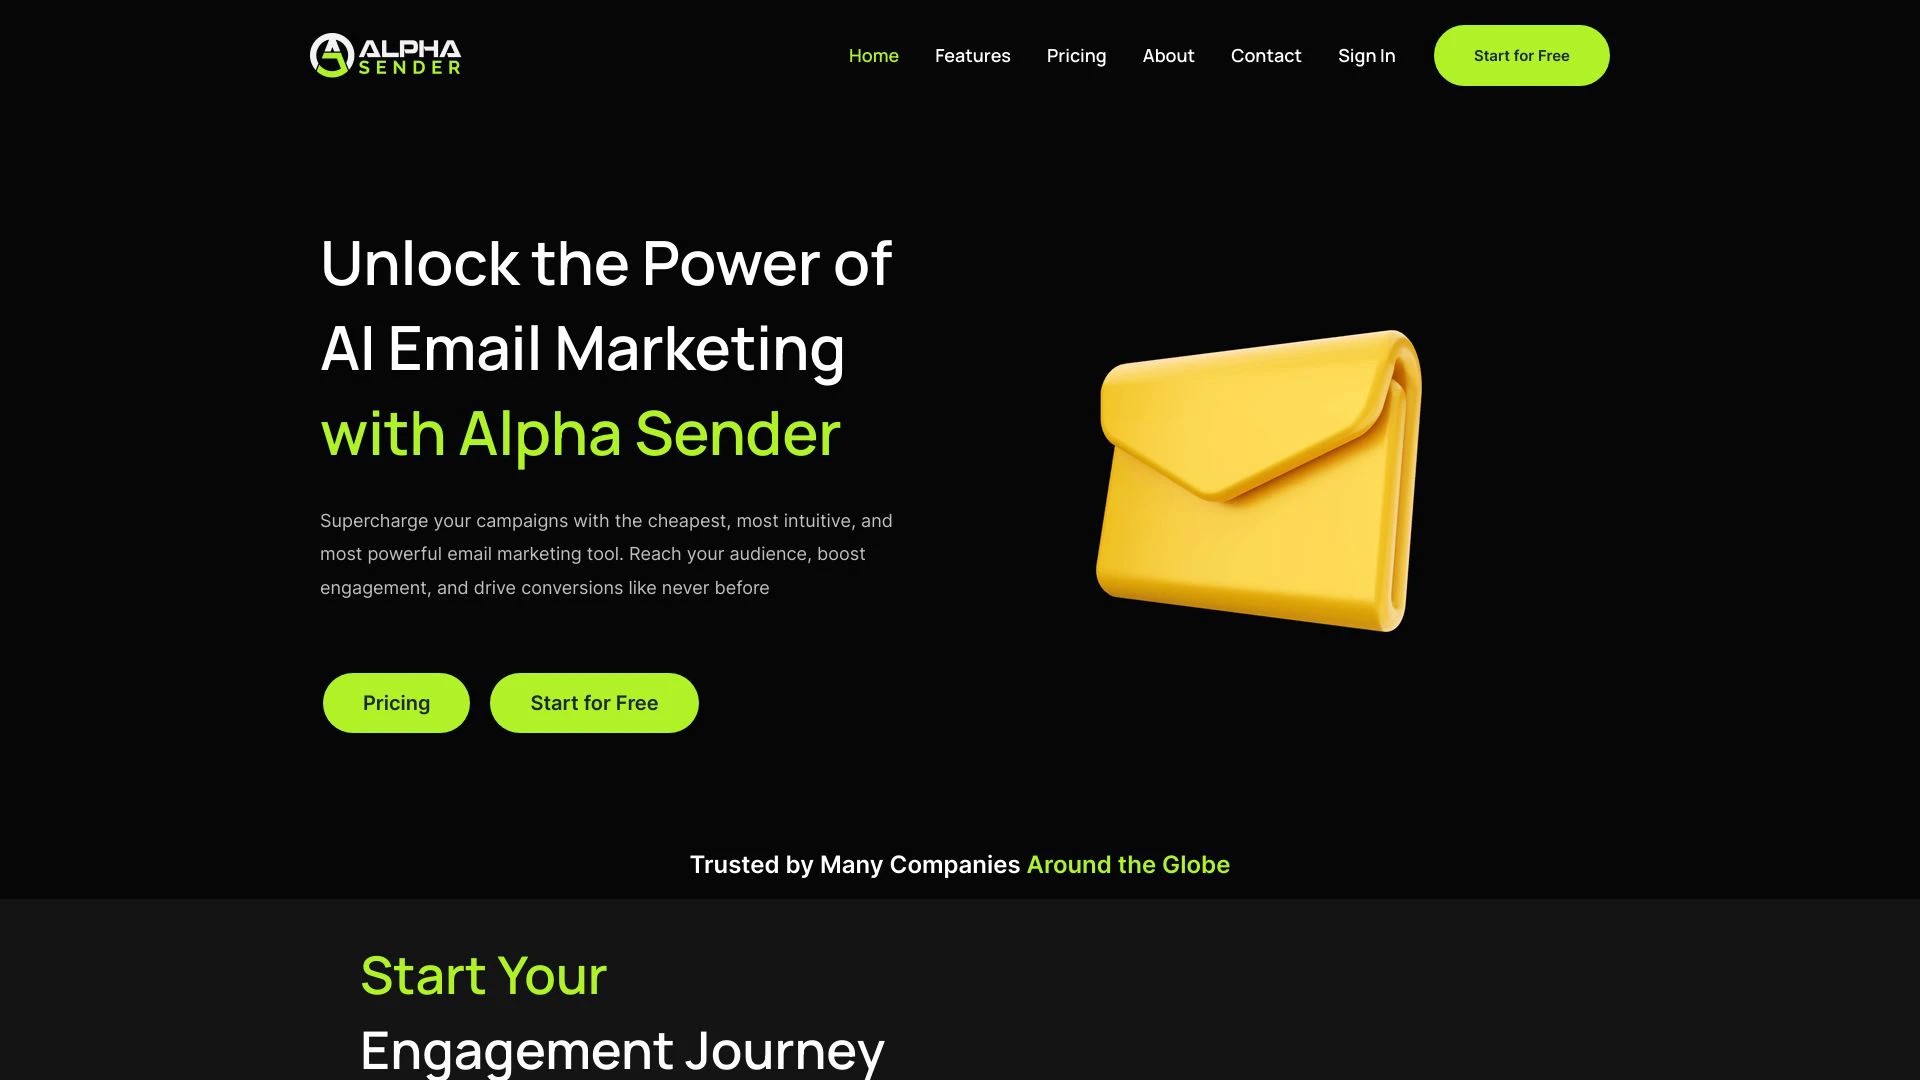 ALPHA
SENDER
Home
Features
Pricing
About
Contact
Sign In
Start for Free
Unlock the Power of
AI Email Marketing
with Alpha Sender
Supercharge your campaigns with the cheapest, most intuitive, and
most powerful email marketing tool. Reach your audience, boost
engagement, and drive conversions like never before
Pricing
Start for Free
Trusted by Many Companies Around the Globe
Start Your
Engagement Journey